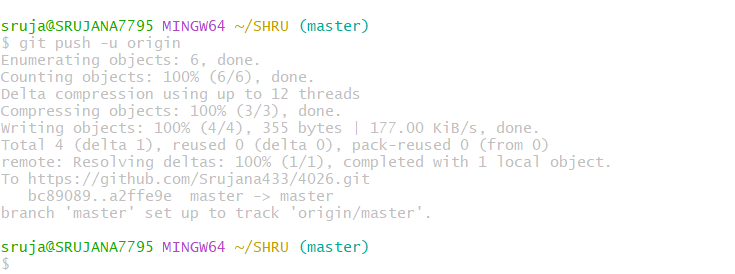 sruja@SRUJANA7795 MINGW64 ~/SHRU (master)
$ git push -u origin
Enumerating objects: 6, done.
Counting objects: 100% (6/6), done.
Delta compression using up to 12 threads
Compressing objects: 100% (3/3), done.
Writing objects: 100% (4/4), 355 bytes | 177.00 KiB/s, done.
Total 4 (delta 1), reused 0 (delta 0), pack-reused 0 (from 0)
remote: Resolving deltas: 100% (1/1), completed with 1 local object.
To https://github.com/Srujana433/4026.git
   bc89089..a2ffe9e  master -> master
branch 'master' set up to track 'origin/master'.
sruja@SRUJANA7795 MINGW64 ~/SHRU (master)
$